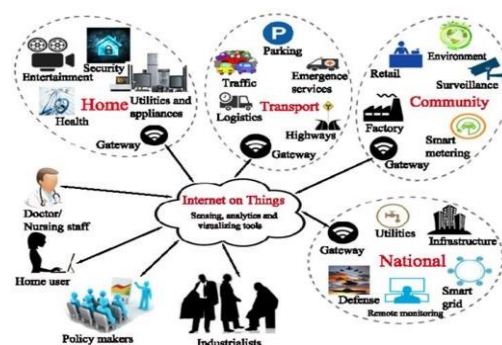 Entertainment
Security
Home
Health
Utilities and
appliances
Gateway
P
Parking
Traffic
Emergence
services
Transport
Logistics
Highways
Gateway
Environment
Retail
Surveillance
Community
Factory
Smart
metering
Gateway
Internet on Things
Sensing, analytics and
visualizing tools
Doctor/
Nursing staff
Home user
Policy makers
Industrialists
Gateway
Utilities
Infrastructure
National
Defense
Smart
grid
Remote monitoring